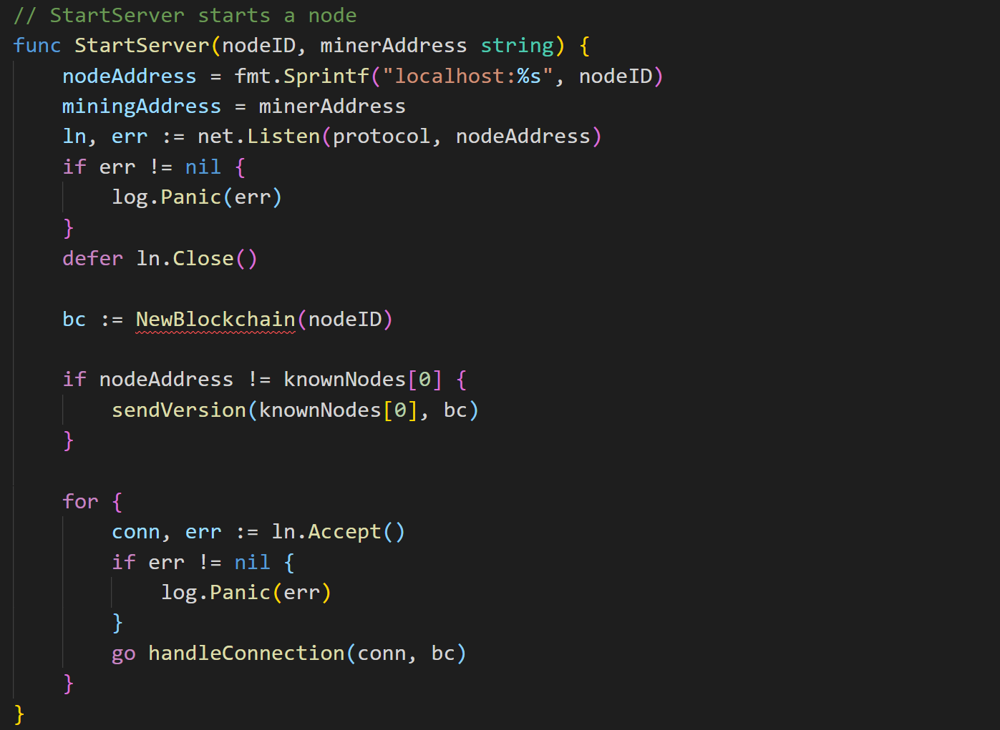 // StartServer starts a node
func StartServer(nodeID, minerAddress string) {
    nodeAddress = fmt.Sprintf("localhost:%s", nodeID)
    miningAddress = minerAddress
    ln, err := net.Listen(protocol, nodeAddress)
    if err != nil {
        log.Panic(err)
    }
    defer ln.Close()

    bc := NewBlockchain(nodeID)

    if nodeAddress != knownNodes[0] {
        sendVersion(knownNodes[0], bc)
    }

    for {
        conn, err := ln.Accept()
        if err != nil {
            log.Panic(err)
        }
        go handleConnection(conn, bc)
    }
}